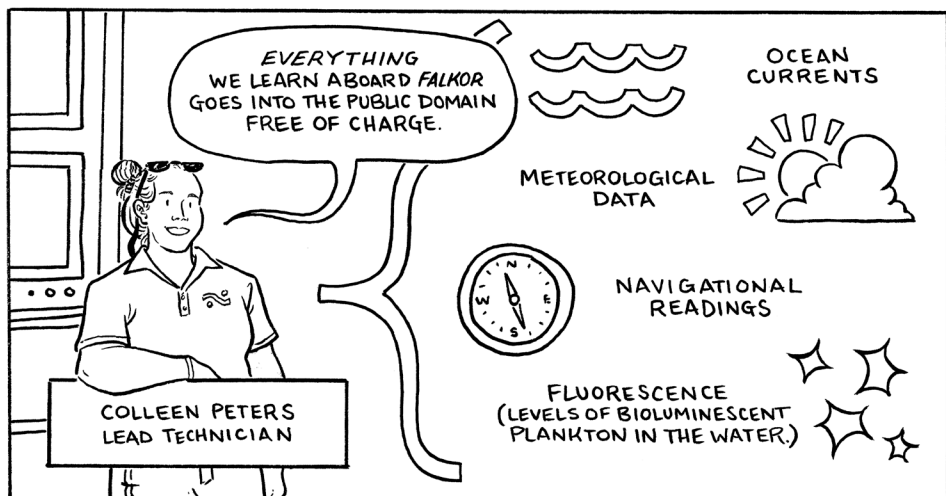 EVERYTHING
WE LEARN ABOARD FALKOR
GOES INTO THE PUBLIC DOMAIN
FREE OF CHARGE.
OCEAN
CURRENTS
METEOROLOGICAL
DATA
N
W E
S
NAVIGATIONAL
READINGS
FLUORESCENCE
(LEVELS OF BIOLUMINESCENT
PLANKTON IN THE WATER.)
COLLEEN PETERS
LEAD TECHNICIAN